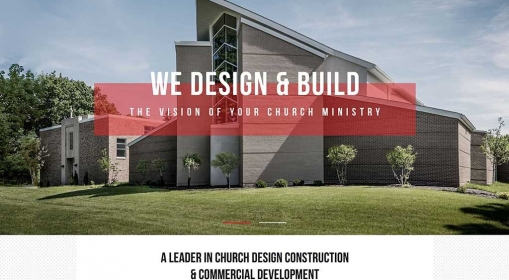 WE DESIGN & BUILD
THE VISION OF YOUR CHURCH MINISTRY
A LEADER IN CHURCH DESIGN CONSTRUCTION
& COMMERCIAL DEVELOPMENT